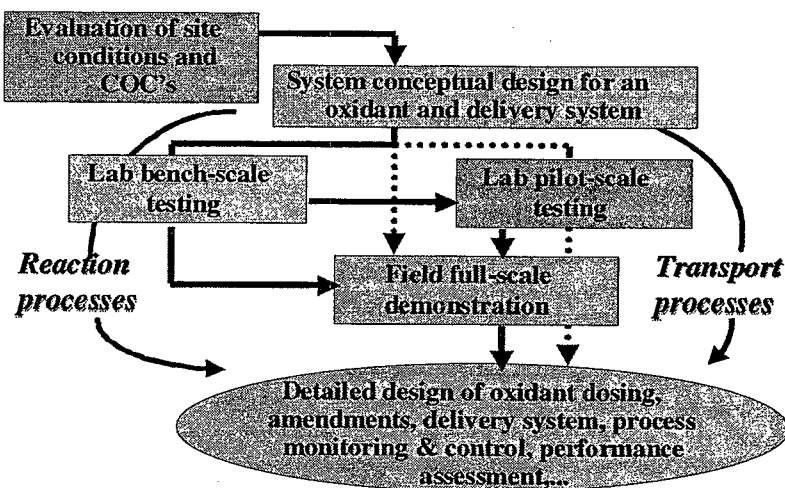 Evaluation of site
conditions and
COC's
System conceptual design for an
oxidant and delivery system
Lab bench-scale
testing
Lab pilot-scale
testing
Reaction
processes
Field full-scale
demonstration
Transport
processes
Detailed design of oxidant dosing,
amendments, delivery system, process
monitoring & control, performance
assessment,...